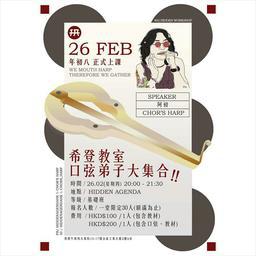 26 FEB
年初八 正式上課
WE MOUTH HARP
THEREFORE WE GATHER
SPEAKER
阿初
CHOR'S HARP
希登教室
口弦弟子大集合!!
時間 / 26.02(星期四) 20:00 - 21:30
地點 / HIDDEN AGENDA
等級 / 基礎班
報名人數 / 一堂限定30人(額滿為止)
費用 / HKD$100 / 1人 (包含教材)
HKD$200 / 1人 (包含口弦、教材)